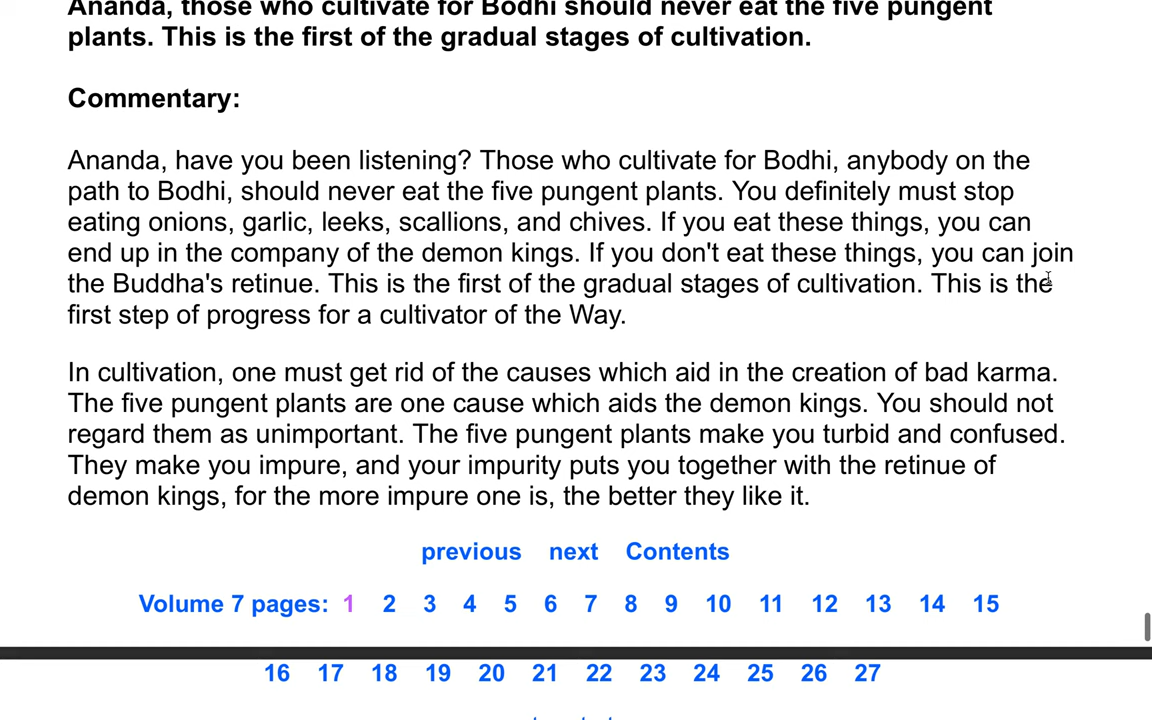 Ananda, those who cultivate for Bodhi should never eat the five pungent
plants. This is the first of the gradual stages of cultivation.
Commentary:
Ananda, have you been listening? Those who cultivate for Bodhi, anybody on the
path to Bodhi, should never eat the five pungent plants. You definitely must stop
eating onions, garlic, leeks, scallions, and chives. If you eat these things, you can
end up in the company of the demon kings. If you don't eat these things, you can join
the Buddha's retinue. This is the first of the gradual stages of cultivation. This is the
first step of progress for a cultivator of the Way.
In cultivation, one must get rid of the causes which aid in the creation of bad karma.
The five pungent plants are one cause which aids the demon kings. You should not
regard them as unimportant. The five pungent plants make you turbid and confused.
They make you impure, and your impurity puts you together with the retinue of
demon kings, for the more impure one is, the better they like it.
previous next Contents
Volume 7 pages: 1 2 3 4 5 6 7 8 9 10 11 12 13 14 15
16 17 18 19 20 21 22 23 24 25 26 27